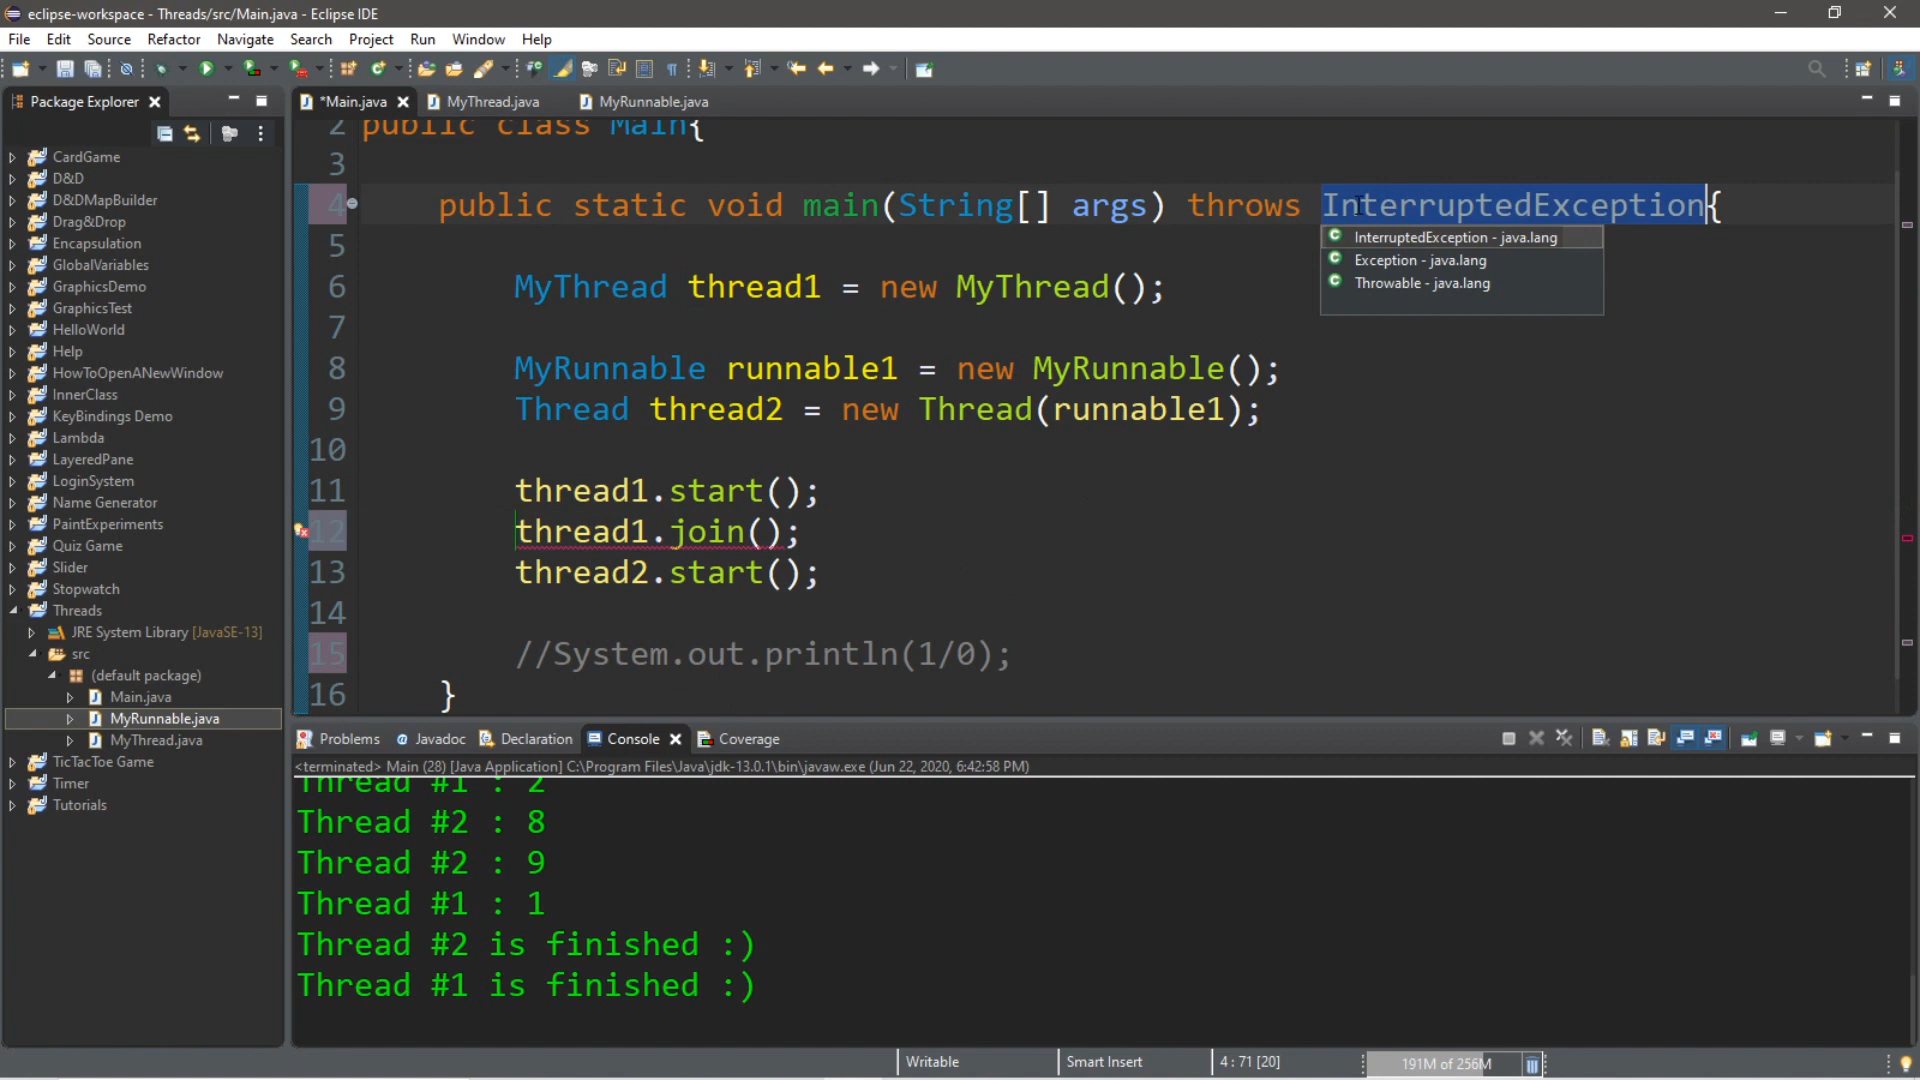 eclipse-workspace - Threads/src/Main.java - Eclipse IDE
File Edit Source Refactor Navigate Search Project Run Window Help
Package Explorer
*Main.java MyThread.java MyRunnable.java
CardGame
D&D
D&DMapBuilder
Drag&Drop
Encapsulation
GlobalVariables
GraphicsDemo
GraphicsTest
HelloWorld
Help
HowToOpenANewWindow
InnerClass
KeyBindings Demo
Lambda
LayeredPane
LoginSystem
Name Generator
PaintExperiments
Quiz Game
Slider
Stopwatch
Threads
JRE System Library [JavaSE-13]
src
(default package)
Main.java
MyRunnable.java
MyThread.java
TicTacToe Game
Timer
Tutorials
2 public class Main{
3
4 public static void main(String[] args) throws InterruptedException{
5
6 MyThread thread1 = new MyThread();
7
8 MyRunnable runnable1 = new MyRunnable();
9 Thread thread2 = new Thread(runnable1);
10
11 thread1.start();
12 thread1.join();
13 thread2.start();
14
15 //System.out.println(1/0);
16 }
InterruptedException - java.lang
Exception - java.lang
Throwable - java.lang
Problems @ Javadoc Declaration Console Coverage
<terminated> Main (28) [Java Application] C:\Program Files\Java\jdk-13.0.1\bin\javaw.exe (Jun 22, 2020, 6:42:58 PM)
Thread #1 : 2
Thread #2 : 8
Thread #2 : 9
Thread #1 : 1
Thread #2 is finished :)
Thread #1 is finished :)
Writable Smart Insert 4 : 71 [20] 191M of 256M